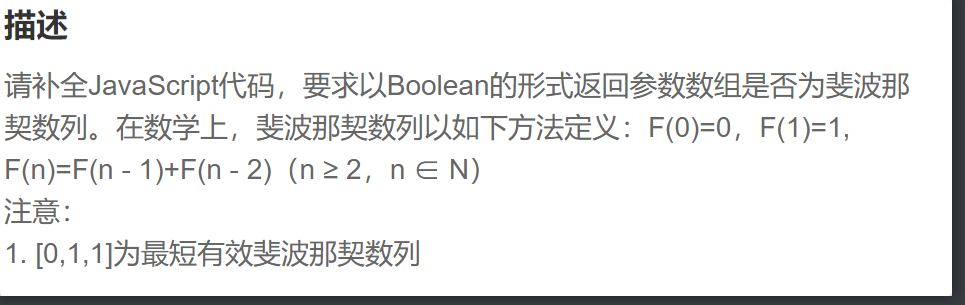 描述
请补全JavaScript代码，要求以Boolean的形式返回参数数组是否为斐波那
契数列。在数学上，斐波那契数列以如下方法定义：F(0)=0，F(1)=1,
F(n)=F(n - 1)+F(n - 2)（n ≥ 2，n ∈ N）
注意：
1. [0,1,1]为最短有效斐波那契数列